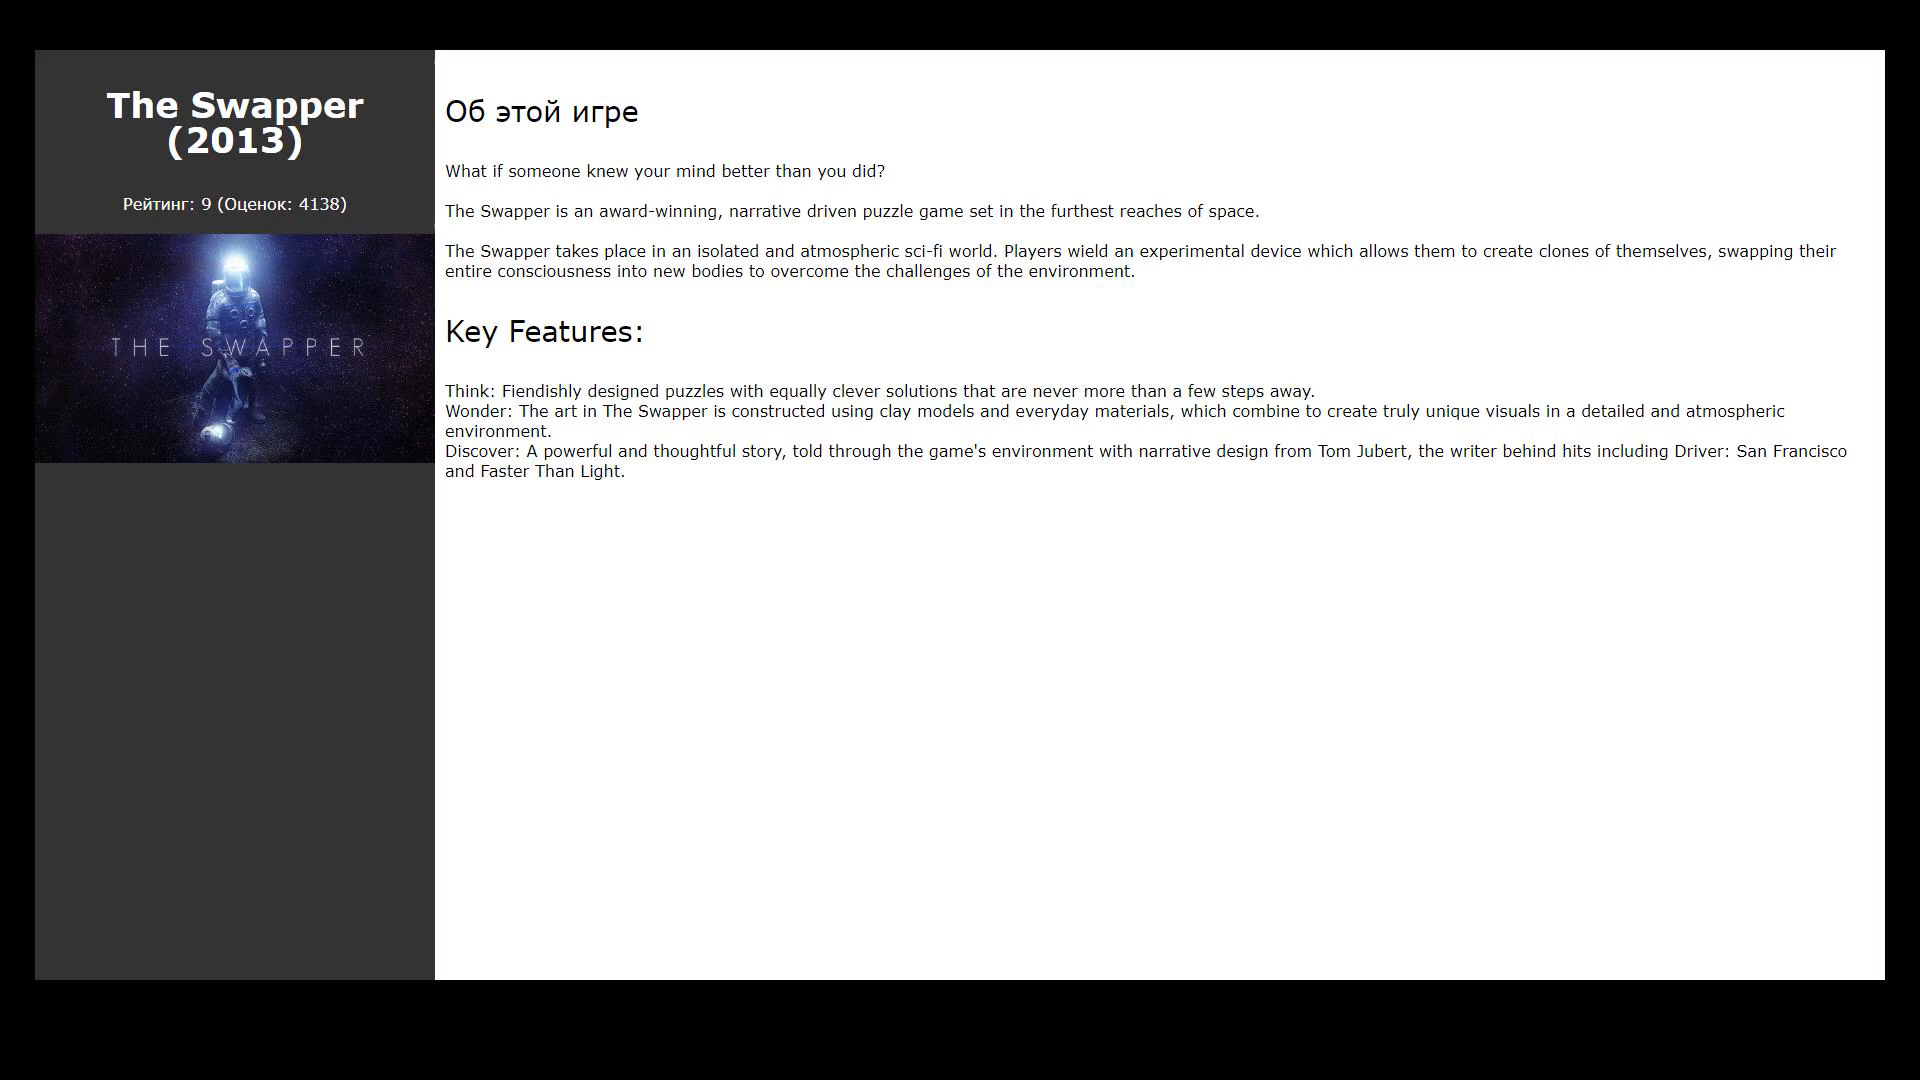 The Swapper
(2013)
Рейтинг: 9 (Оценок: 4138)
THE SWAPPER
Об этой игре
What if someone knew your mind better than you did?
The Swapper is an award-winning, narrative driven puzzle game set in the furthest reaches of space.
The Swapper takes place in an isolated and atmospheric sci-fi world. Players wield an experimental device which allows them to create clones of themselves, swapping their
entire consciousness into new bodies to overcome the challenges of the environment.
Key Features:
Think: Fiendishly designed puzzles with equally clever solutions that are never more than a few steps away.
Wonder: The art in The Swapper is constructed using clay models and everyday materials, which combine to create truly unique visuals in a detailed and atmospheric
environment.
Discover: A powerful and thoughtful story, told through the game's environment with narrative design from Tom Jubert, the writer behind hits including Driver: San Francisco
and Faster Than Light.